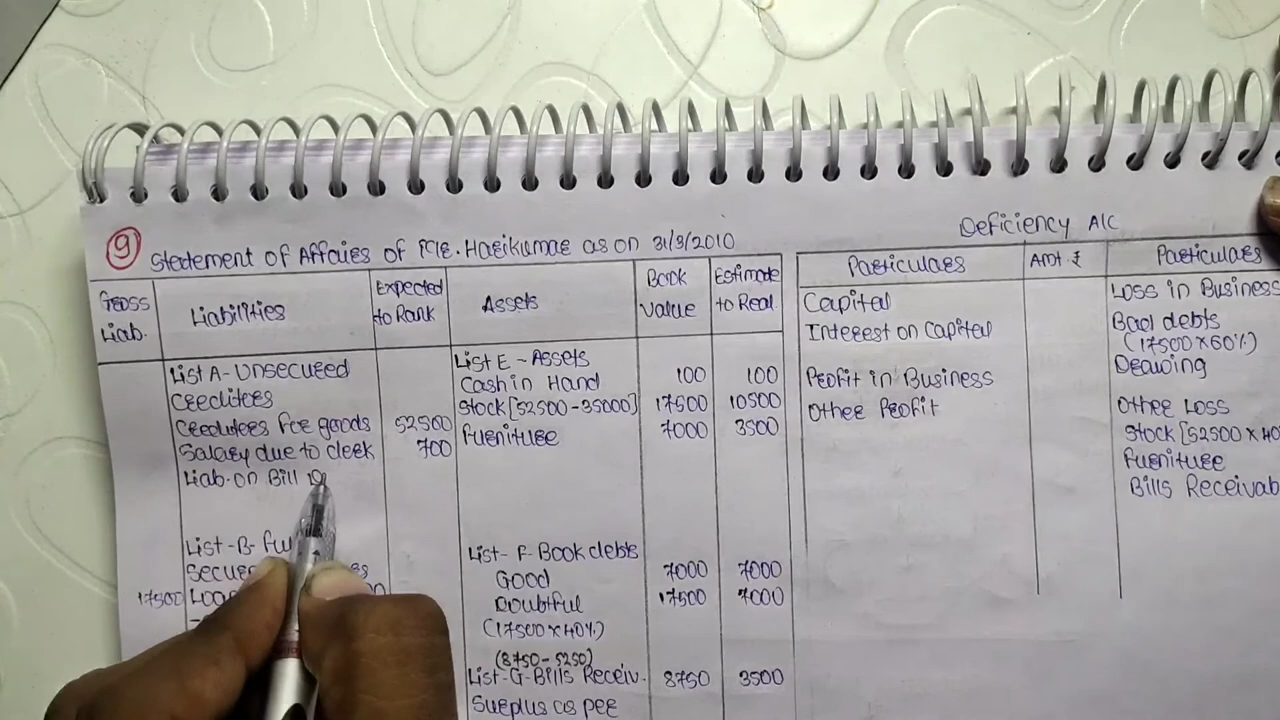 9
Statement of Affairs of Mr. Harikumar as on 31/3/2010
Gross Liab.
Liabilities
Expected to Rank
Assets
Book Value
Estimate to Real
List A - Unsecured
Creditors
Creditors for goods 52500
Salary due to clerk 700
Liab. on Bill
List - B - Fu
Secu
17500
List E - Assets
Cash in Hand 100 100
Stock [52500 - 35000] 17500 10500
Furniture 7000 3500
List - F - Book debts
Good 7000 7000
Doubtful 17500 7000
(17500 x 40%)
(8750 - 5250)
List - G - Bills Receiv. 8750 3500
Surplus as per
Deficiency A/C
Particulars
Amt. ₹
Particulars
Capital
Interest on Capital
Profit in Business
Other Profit
Loss in Business
Bad debts
(17500 x 60%)
Drawing
Other Loss
Stock [52500 x 40
Furniture
Bills Receivab